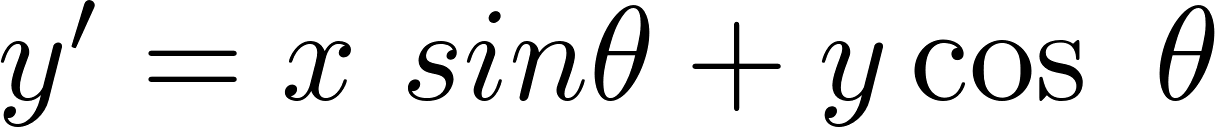 y′ = x sinθ + y cos θ